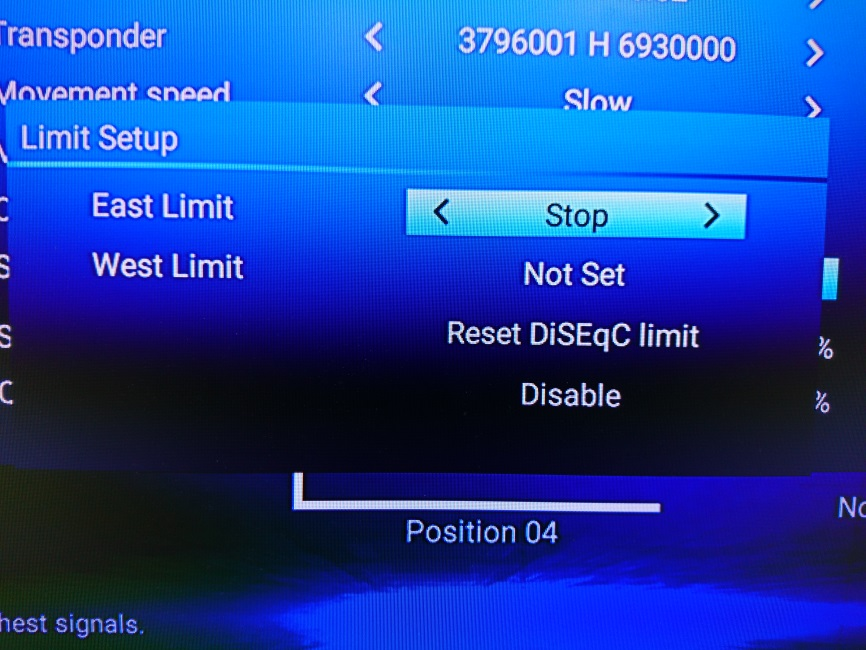 Transponder
3796001 H 6930000
Movement speed
Slow
Limit Setup
East Limit
Stop
West Limit
Not Set
Reset DiSEqC limit
%
Disable
%
Position 04
signals.